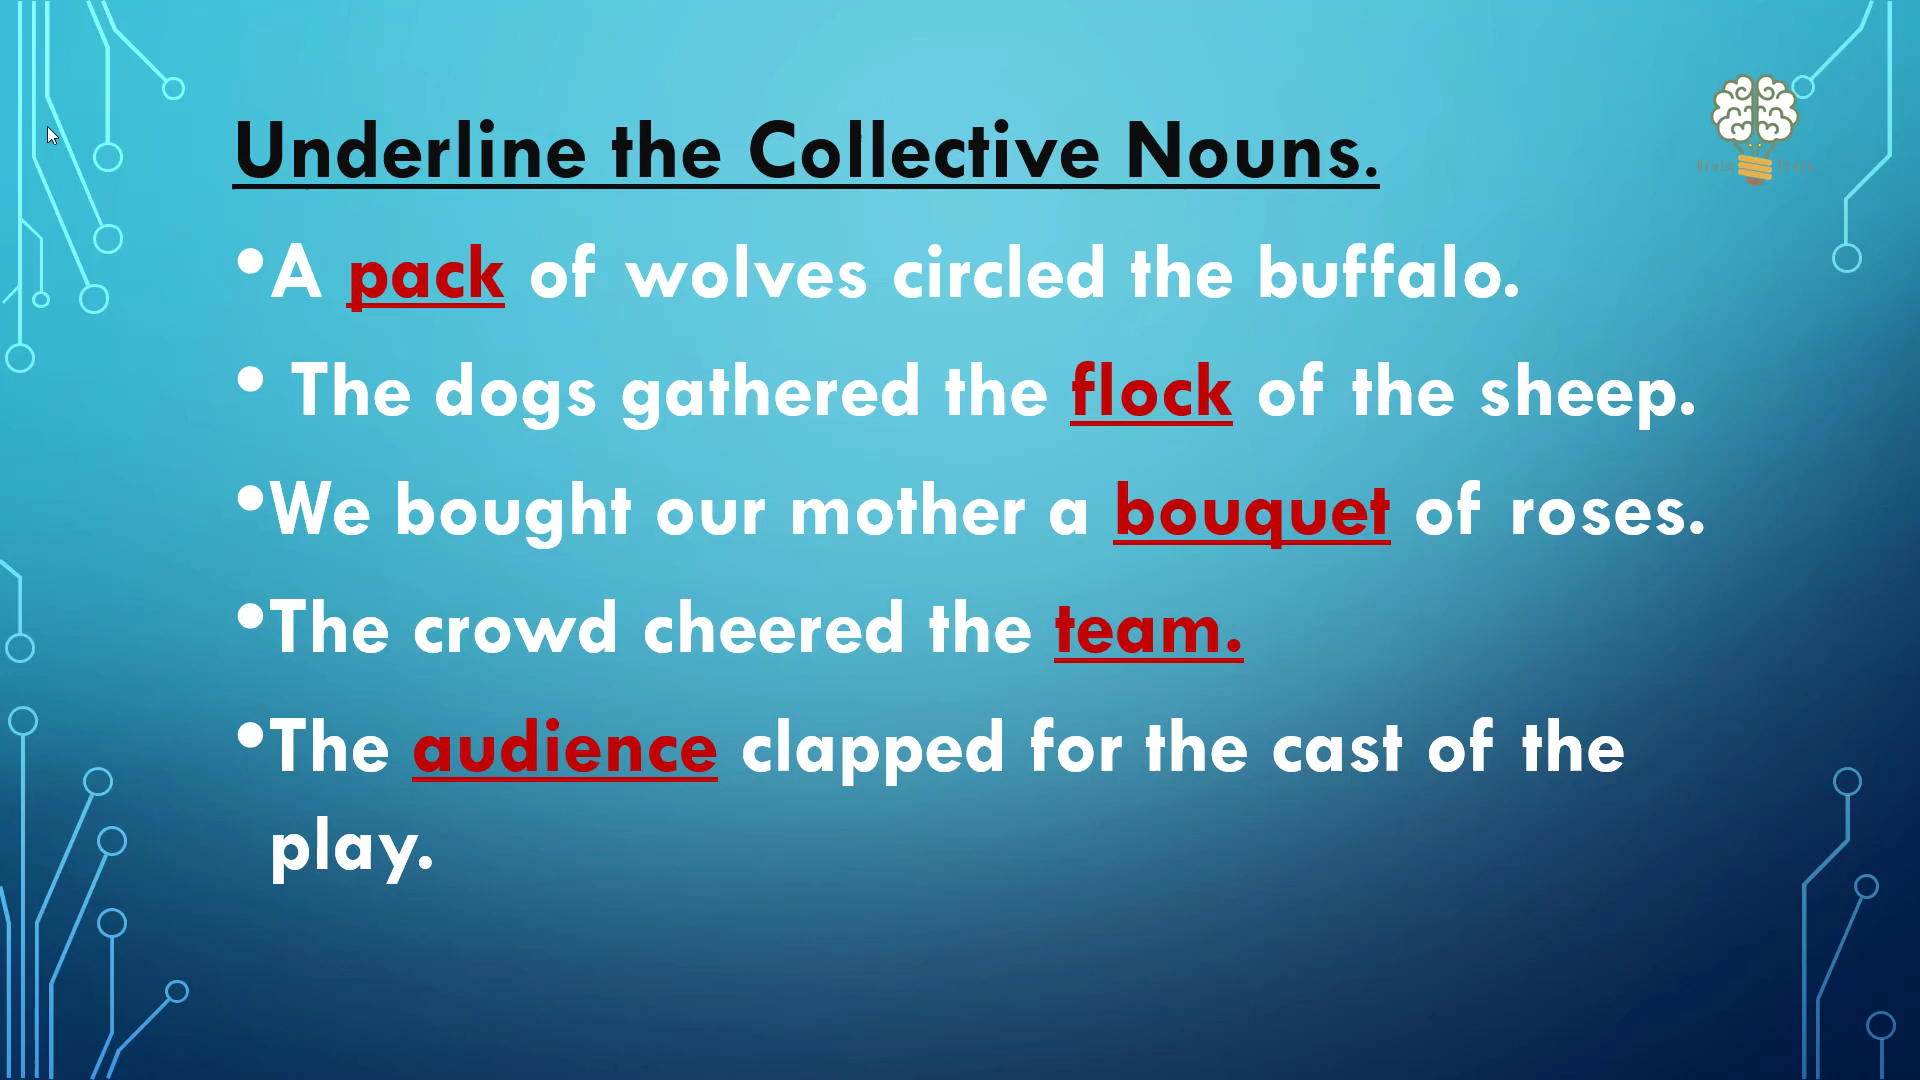 Underline the Collective Nouns.
•A pack of wolves circled the buffalo.
• The dogs gathered the flock of the sheep.
•We bought our mother a bouquet of roses.
•The crowd cheered the team.
•The audience clapped for the cast of the
play.